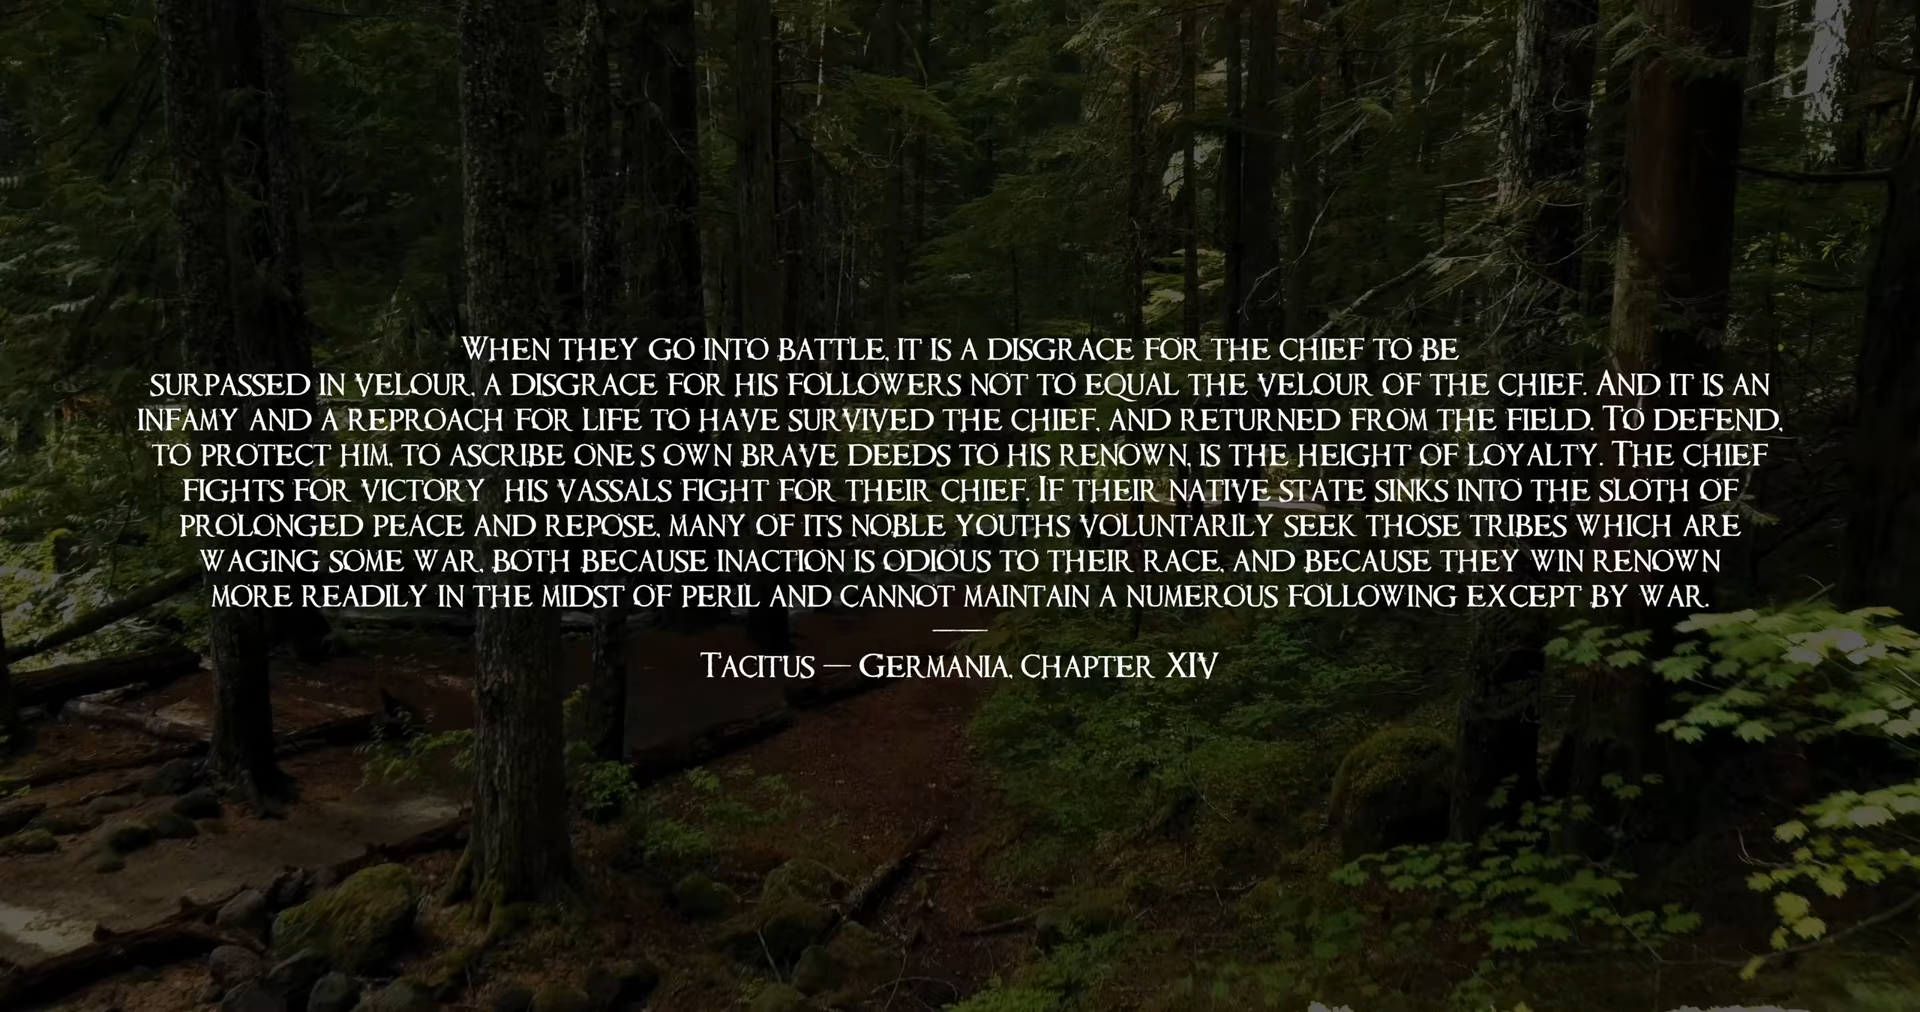 When they go into battle, it is a disgrace for the chief to be
surpassed in velour, a disgrace for his followers not to equal the velour of the chief. And it is an
infamy and a reproach for life to have survived the chief, and returned from the field. To defend,
to protect him, to ascribe one s own brave deeds to his renown, is the height of loyalty. The chief
fights for victory  his vassals fight for their chief. If their native state sinks into the sloth of
prolonged peace and repose, many of its noble youths voluntarily seek those tribes which are
waging some war, both because inaction is odious to their race, and because they win renown
more readily in the midst of peril and cannot maintain a numerous following except by war.
Tacitus — Germania, chapter XIV